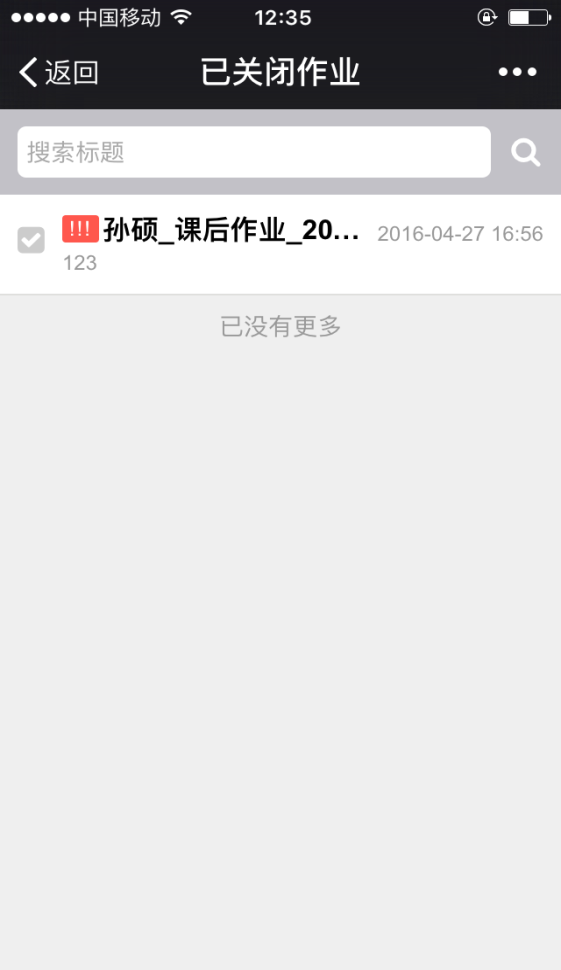 中国移动 12:35
返回 已关闭作业
搜索标题
!!! 孙硕_课后作业_20... 2016-04-27 16:56
123
已没有更多